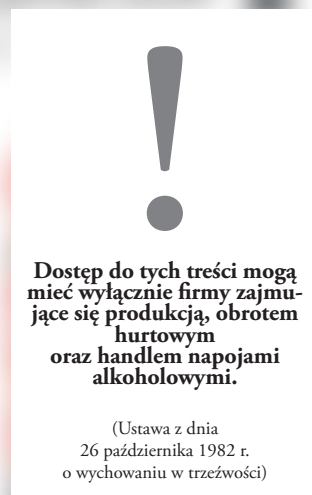 !
Dostęp do tych treści mogą
mieć wyłącznie firmy zajmu-
jące się produkcją, obrotem
hurtowym
oraz handlem napojami
alkoholowymi.
(Ustawa z dnia
26 października 1982 r.
o wychowaniu w trzeźwości)